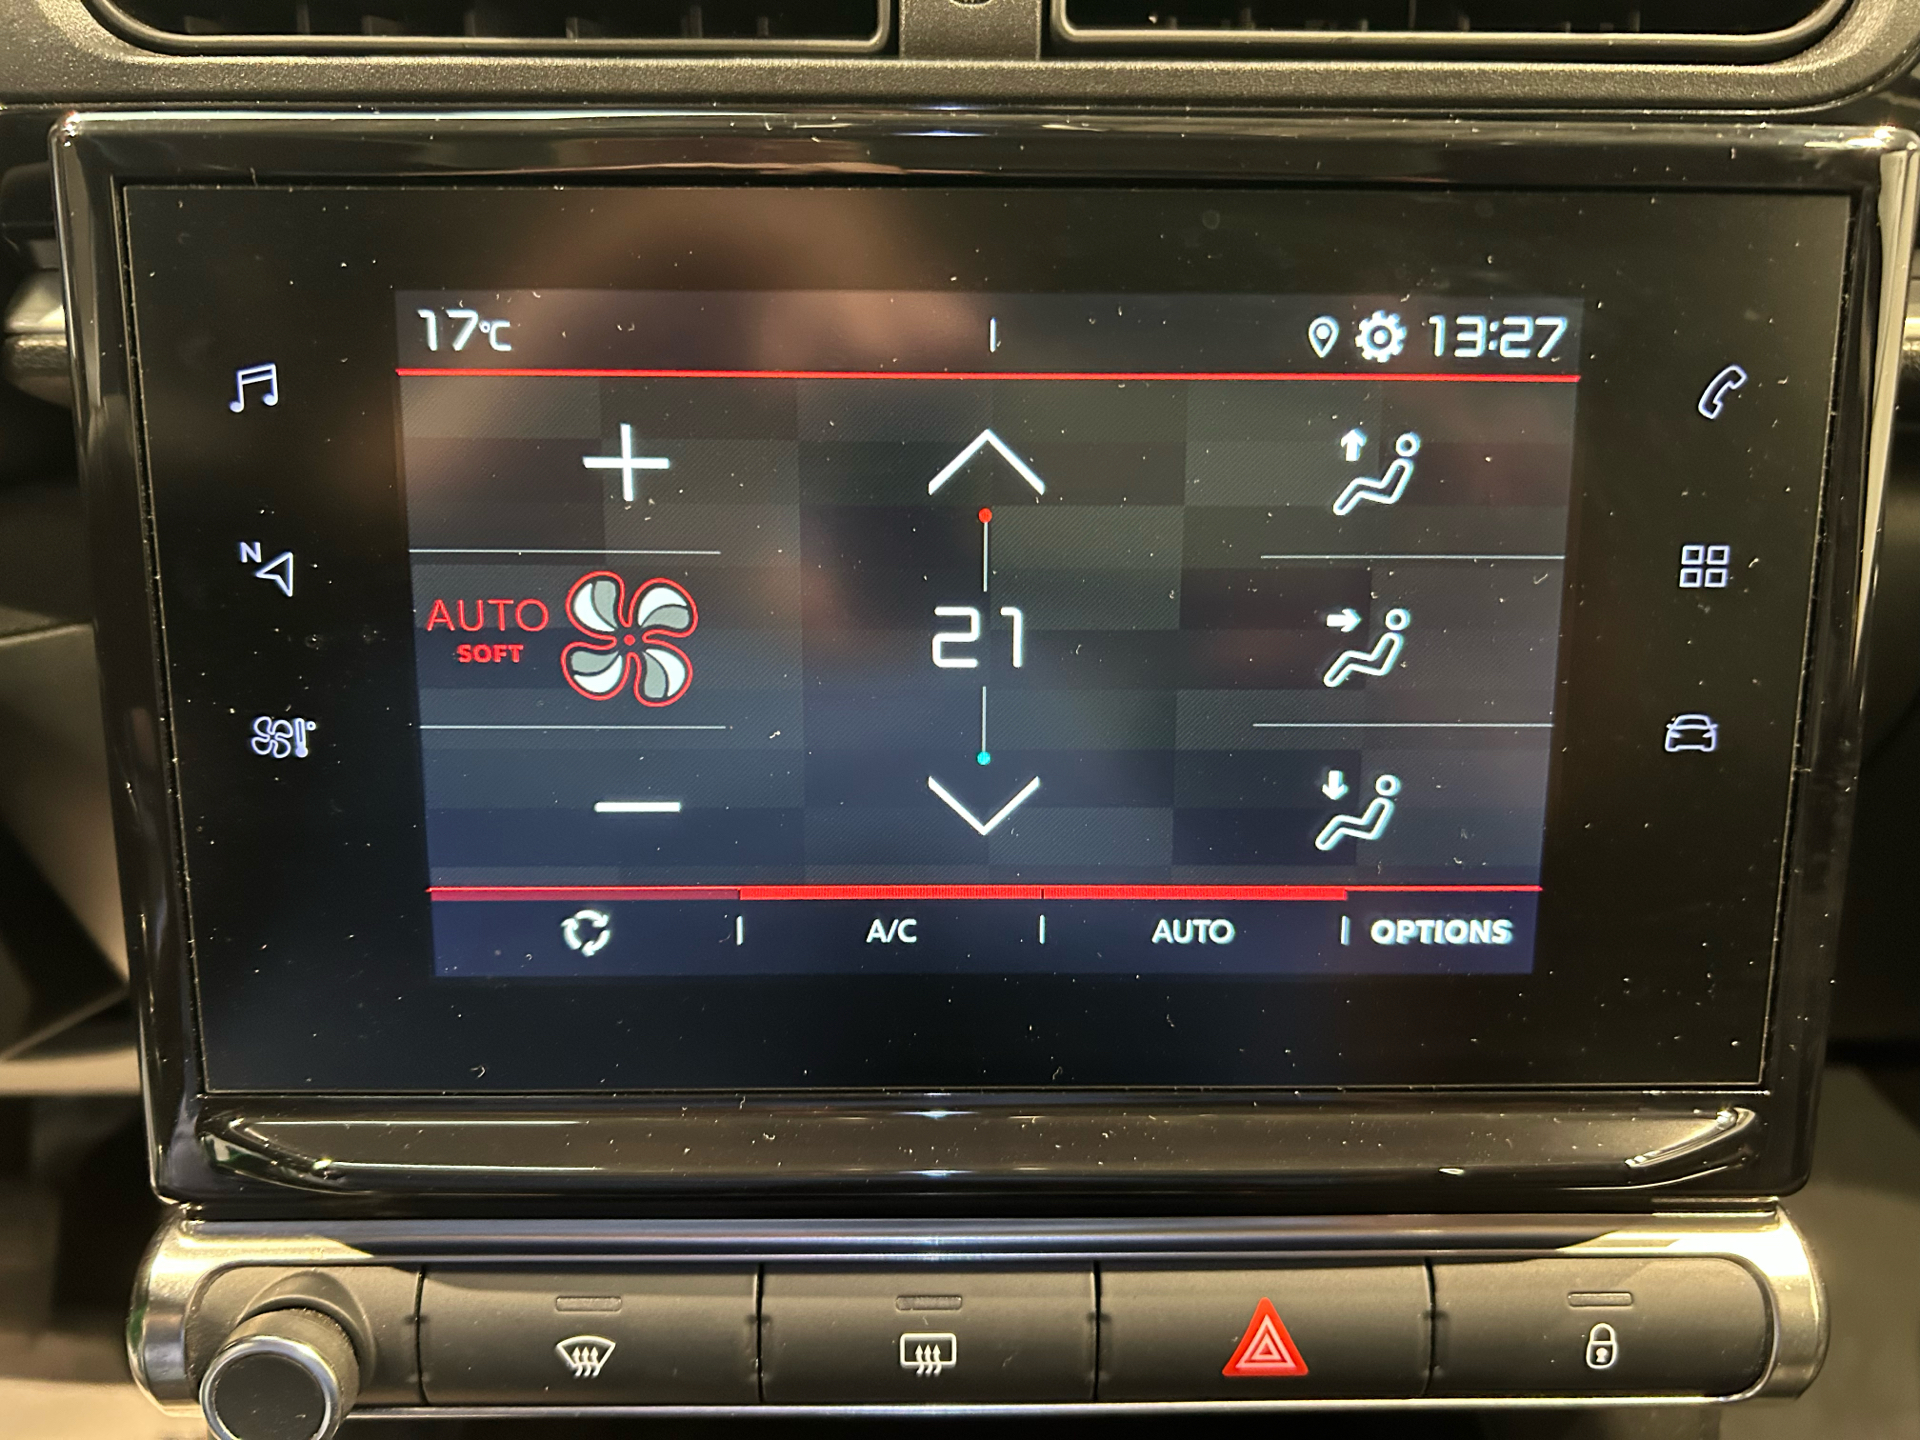 17°C
13:27
N
AUTO
SOFT
21
A/C
AUTO
OPTIONS